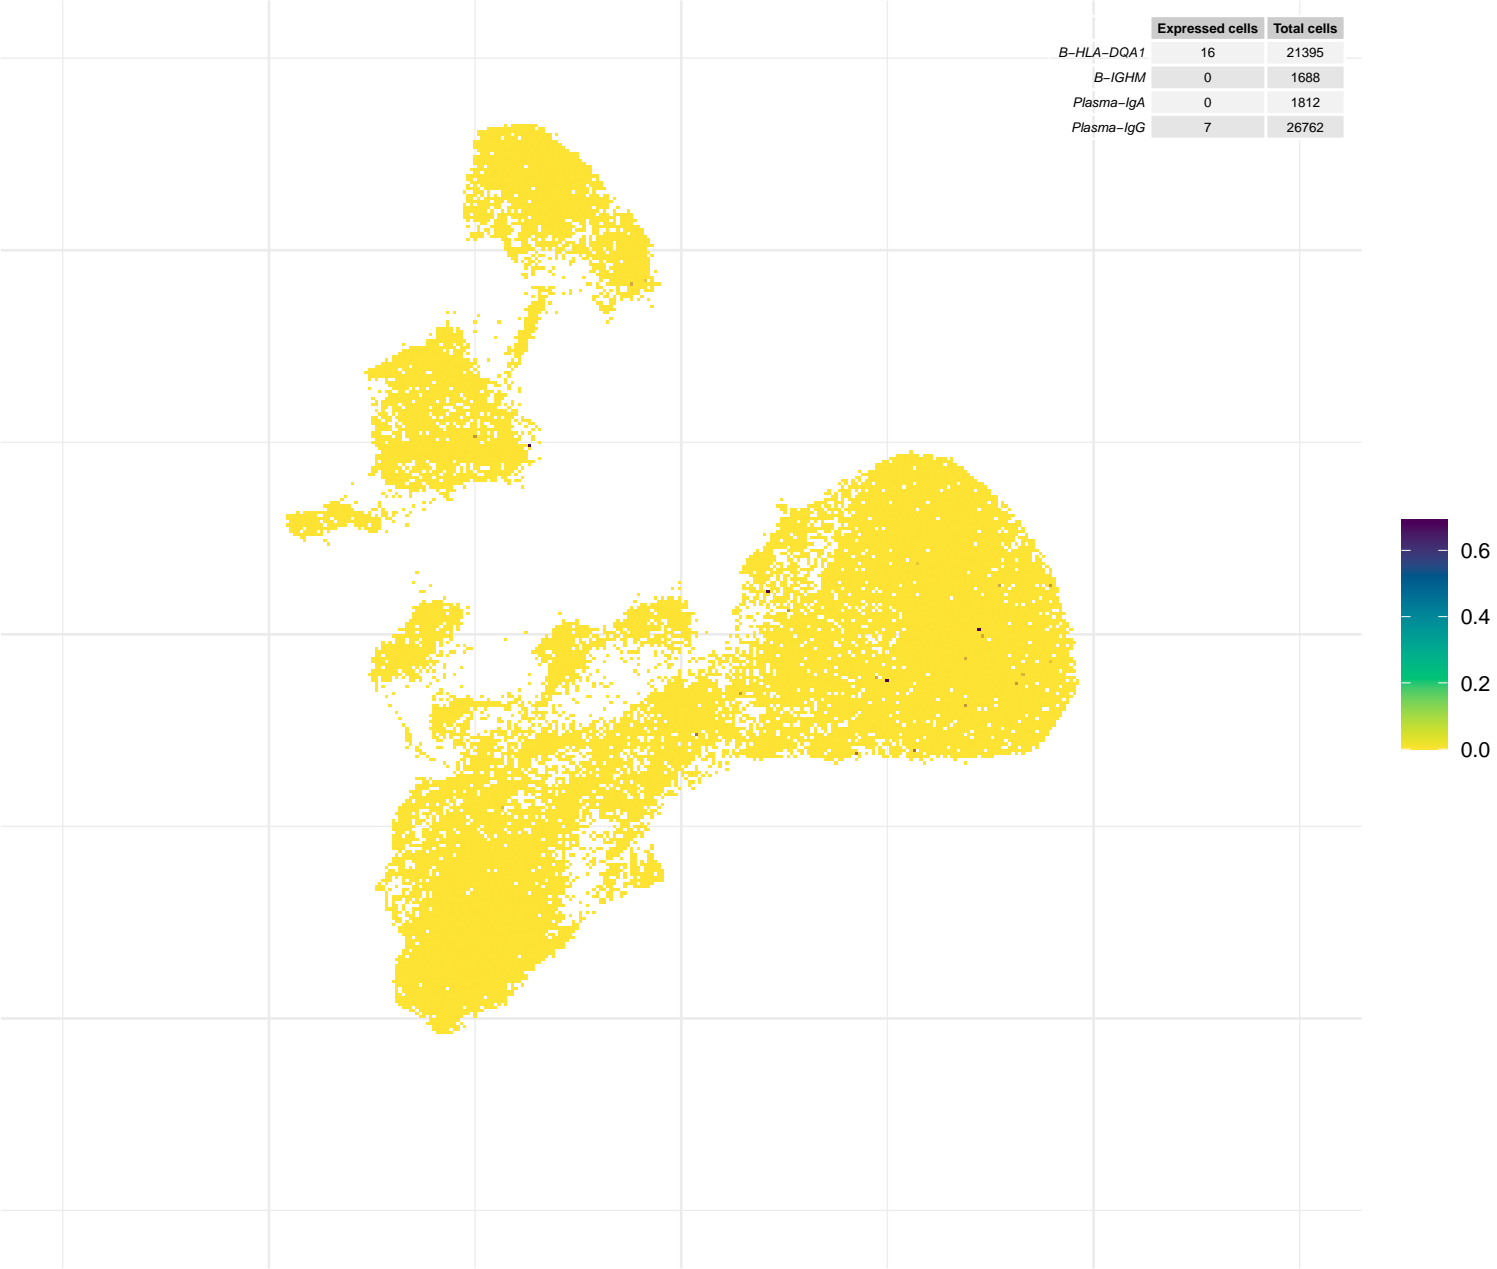 Expressed cells Total cells
B−HLA−DQA1 16 21395
B−IGHM 0 1688
Plasma−IgA 0 1812
Plasma−IgG 7 26762
0.6
0.4
0.2
0.0